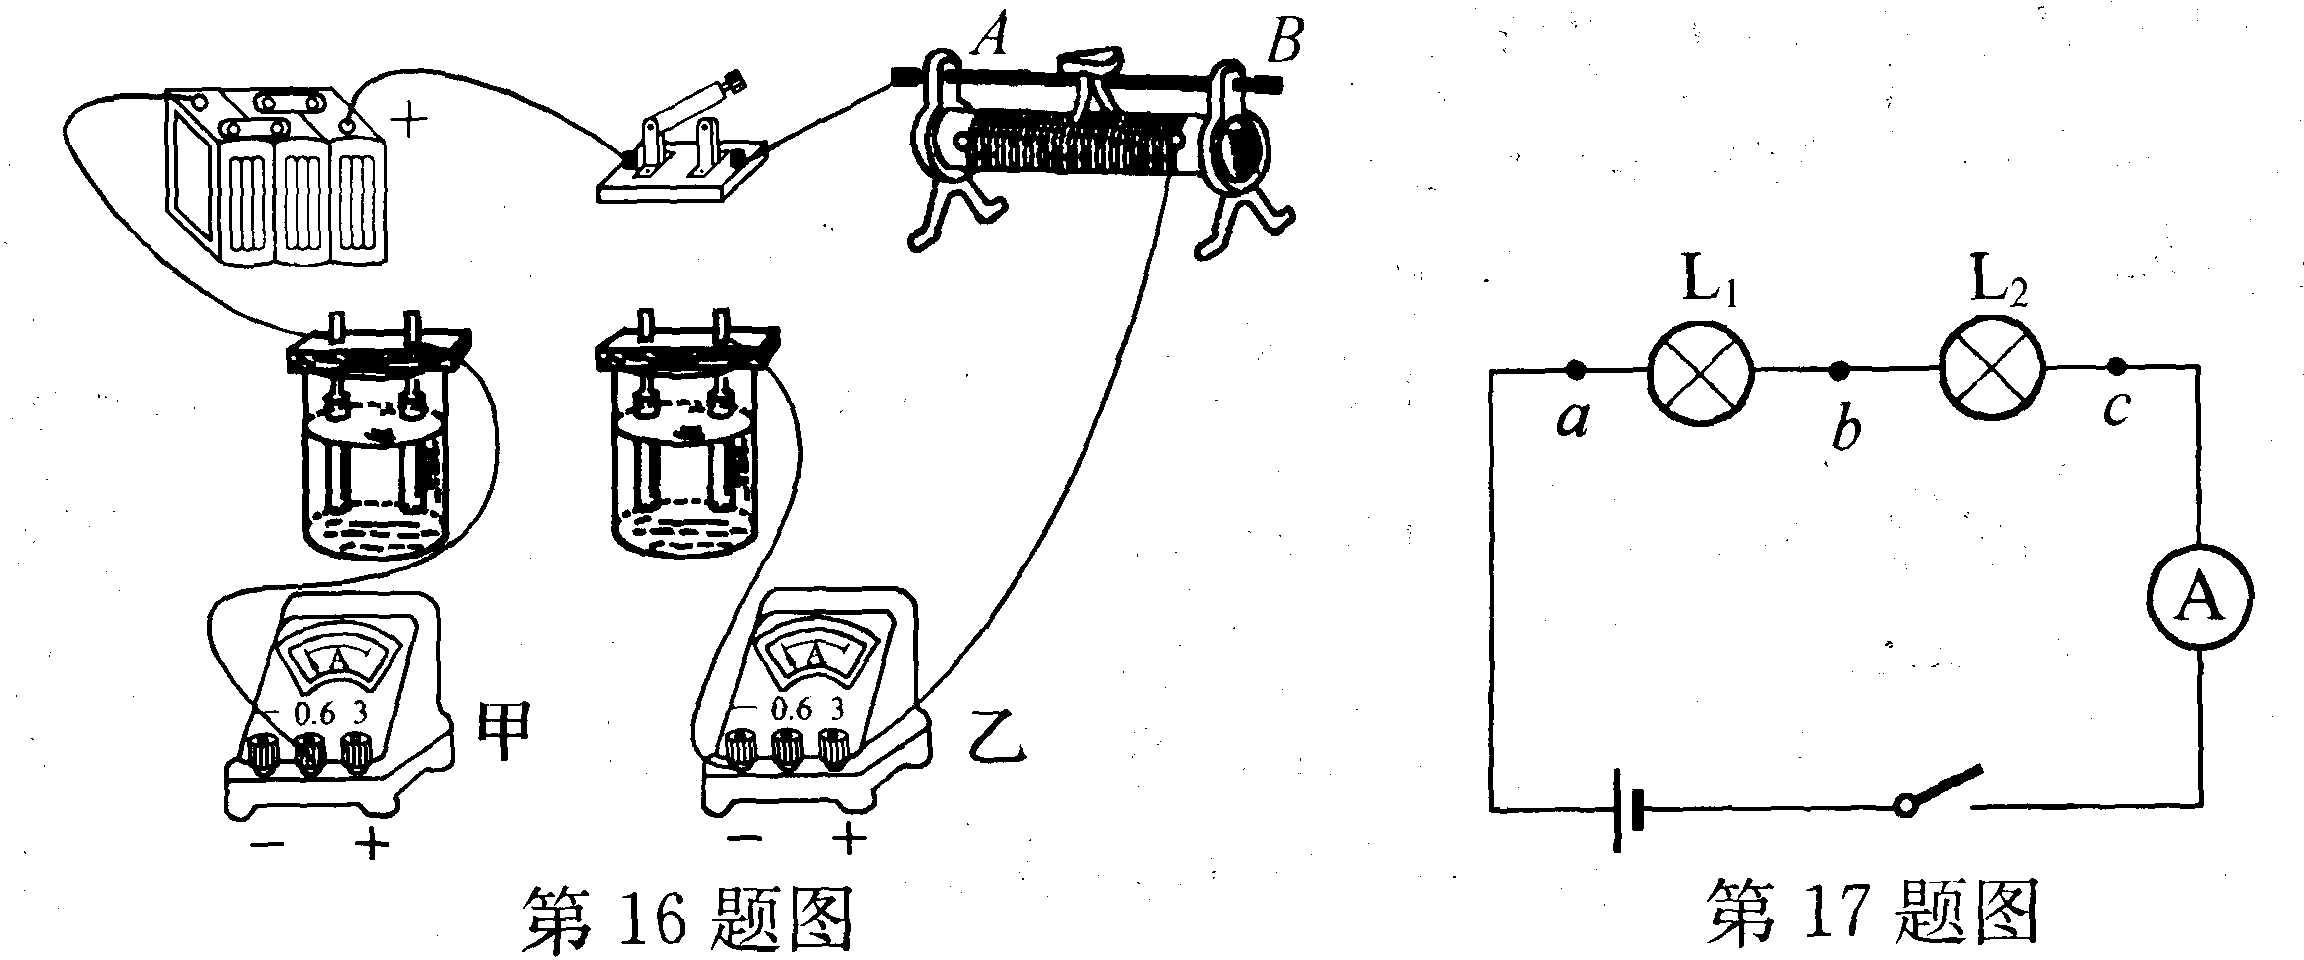 A B
+
L₁ L₂
a b c
A
A A
− 0.6 3 甲 − 0.6 3 乙
− + − +
第 16 题图 第 17 题图